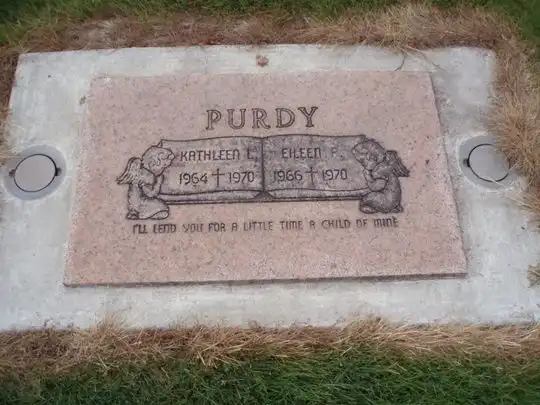 PURDY
KATHLEEN L. EILEEN P.
1964 † 1970 1966 † 1970
I'LL LEND YOU FOR A LITTLE TIME A CHILD OF MINE